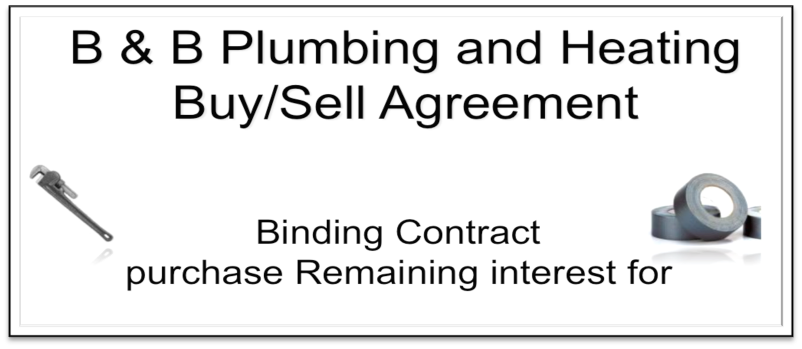 B & B Plumbing and Heating
Buy/Sell Agreement
Binding Contract
purchase Remaining interest for